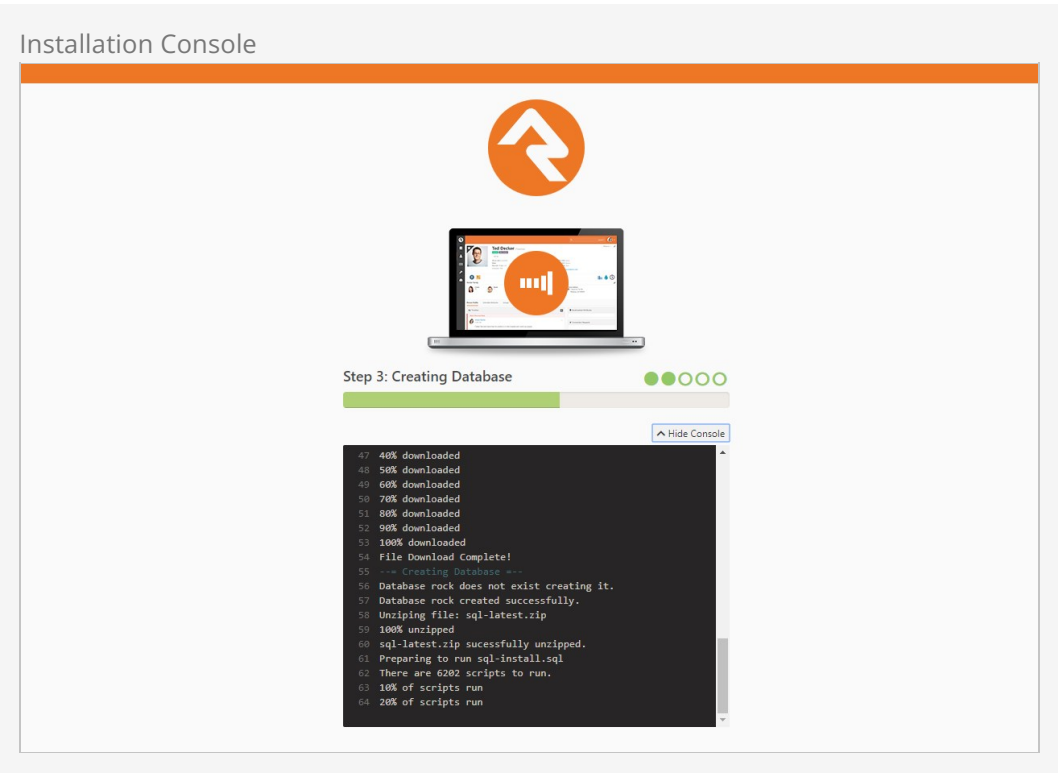 Installation Console
Ted Decker
Step 3: Creating Database
Hide Console
47 40% downloaded
48 50% downloaded
49 60% downloaded
50 70% downloaded
51 80% downloaded
52 90% downloaded
53 100% downloaded
54 File Download Complete!
55 --= Creating Database =--
56 Database rock does not exist creating it.
57 Database rock created successfully.
58 Unziping file: sql-latest.zip
59 100% unzipped
60 sql-latest.zip sucessfully unzipped.
61 Preparing to run sql-install.sql
62 There are 6202 scripts to run.
63 10% of scripts run
64 20% of scripts run